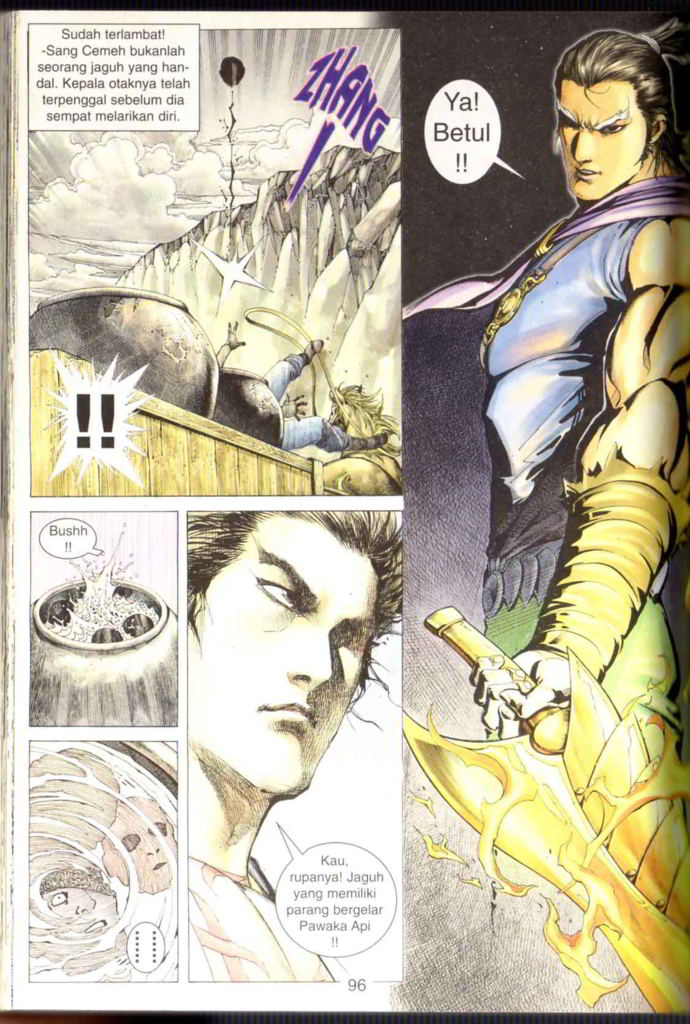 Sudah terlambat!
-Sang Cemeh bukanlah
seorang jaguh yang han-
dal. Kepala otaknya telah
terpenggal sebelum dia
sempat melarikan diri.
ZHANG
!
!!
Ya!
Betul
!!
Bushh
!!
Kau,
rupanya! Jaguh
yang memiliki
parang bergelar
Pawaka Api
!!
96